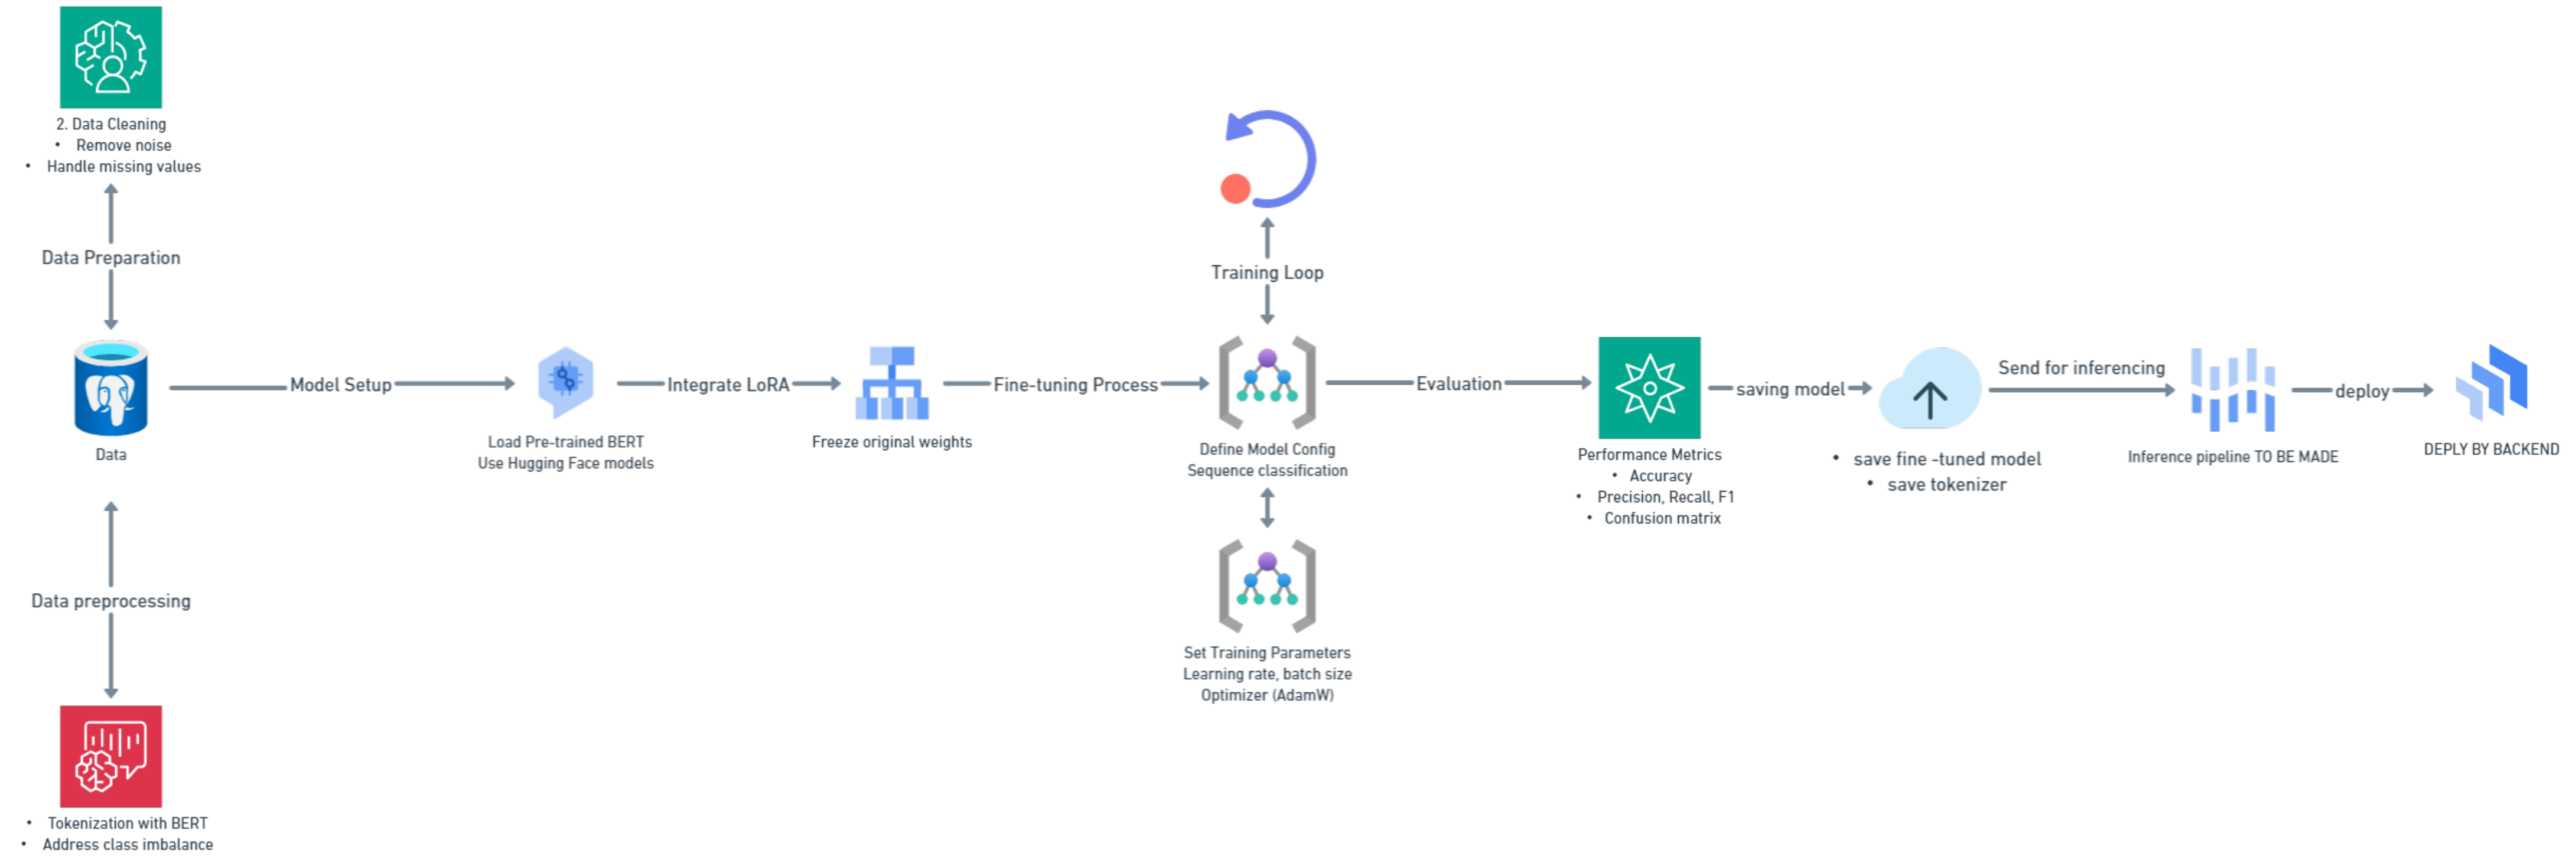 2. Data Cleaning
• Remove noise
• Handle missing values
Data Preparation
Data
Data preprocessing
• Tokenization with BERT
• Address class imbalance
Model Setup
Load Pre-trained BERT
Use Hugging Face models
Integrate LoRA
Freeze original weights
Fine-tuning Process
Training Loop
Define Model Config
Sequence classification
Set Training Parameters
Learning rate, batch size
Optimizer (AdamW)
Evaluation
Performance Metrics
• Accuracy
• Precision, Recall, F1
• Confusion matrix
saving model
• save fine -tuned model
• save tokenizer
Send for inferencing
Inference pipeline TO BE MADE
deploy
DEPLY BY BACKEND